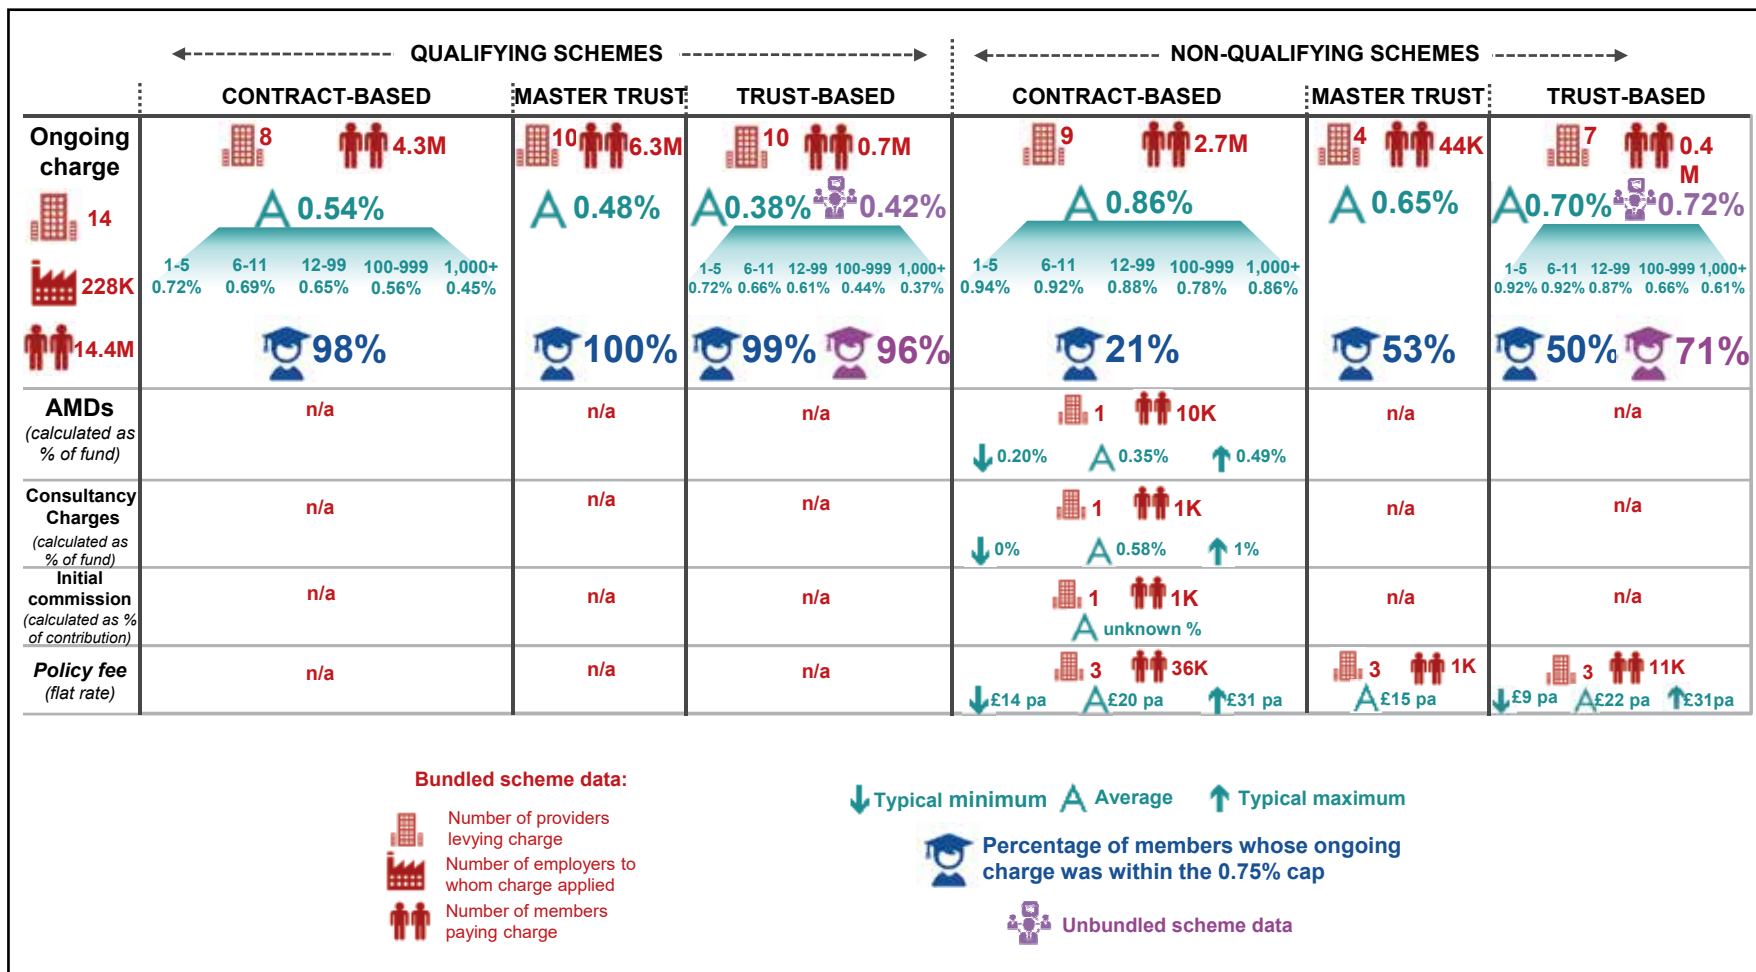 QUALIFYING SCHEMES
NON-QUALIFYING SCHEMES
CONTRACT-BASED
MASTER TRUST
TRUST-BASED
CONTRACT-BASED
MASTER TRUST
TRUST-BASED
Ongoing
charge
14
228K
14.4M
8
4.3M
0.54%
1-5 6-11 12-99 100-999 1,000+
0.72% 0.69% 0.65% 0.56% 0.45%
98%
10
6.3M
0.48%
100%
10
0.7M
0.38%
0.42%
1-5 6-11 12-99 100-999 1,000+
0.72% 0.66% 0.61% 0.44% 0.37%
99%
96%
9
2.7M
0.86%
1-5 6-11 12-99 100-999 1,000+
0.94% 0.92% 0.88% 0.78% 0.86%
21%
4
44K
0.65%
53%
7
0.4
M
0.70%
0.72%
1-5 6-11 12-99 100-999 1,000+
0.92% 0.92% 0.87% 0.66% 0.61%
50%
71%
AMDs
(calculated as
% of fund)
n/a
n/a
n/a
1
10K
0.20%
0.35%
0.49%
n/a
n/a
Consultancy
Charges
(calculated as
% of fund)
n/a
n/a
n/a
1
1K
0%
0.58%
1%
n/a
n/a
Initial
commission
(calculated as %
of contribution)
n/a
n/a
n/a
1
1K
unknown %
n/a
n/a
Policy fee
(flat rate)
n/a
n/a
n/a
3
36K
£14 pa
£20 pa
£31 pa
3
1K
£15 pa
3
11K
£9 pa
£22 pa
£31pa
Bundled scheme data:
Number of providers
levying charge
Number of employers to
whom charge applied
Number of members
paying charge
Typical minimum
Average
Typical maximum
Percentage of members whose ongoing
charge was within the 0.75% cap
Unbundled scheme data